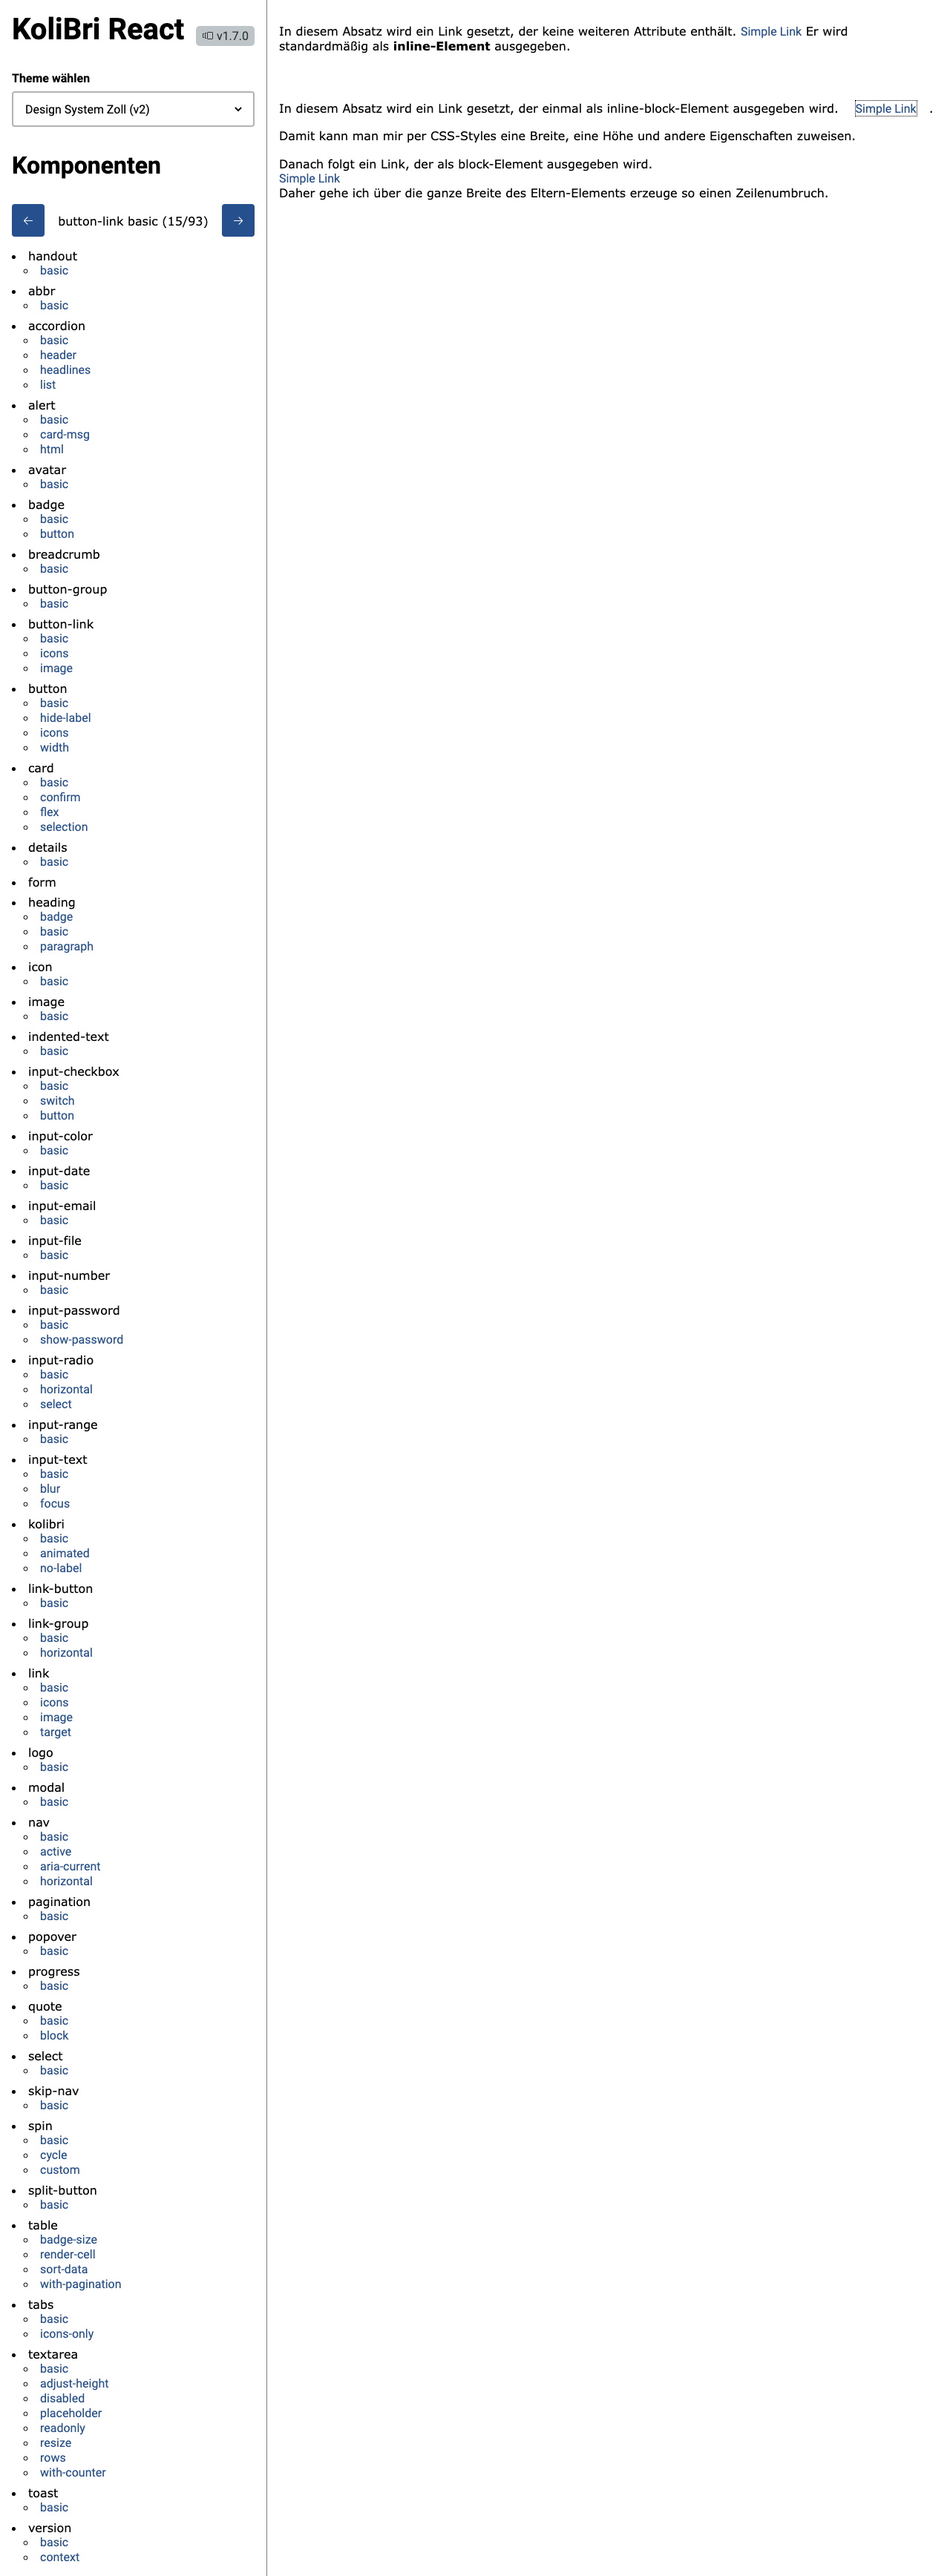 KoliBri React
v1.7.0
Theme wählen
Design System Zoll (v2)
Komponenten
button-link basic (15/93)
handout
basic
abbr
basic
accordion
basic
header
headlines
list
alert
basic
card-msg
html
avatar
basic
badge
basic
button
breadcrumb
basic
button-group
basic
button-link
basic
icons
image
button
basic
hide-label
icons
width
card
basic
confirm
flex
selection
details
basic
form
heading
badge
basic
paragraph
icon
basic
image
basic
indented-text
basic
input-checkbox
basic
switch
button
input-color
basic
input-date
basic
input-email
basic
input-file
basic
input-number
basic
input-password
basic
show-password
input-radio
basic
horizontal
select
input-range
basic
input-text
basic
blur
focus
kolibri
basic
animated
no-label
link-button
basic
link-group
basic
horizontal
link
basic
icons
image
target
logo
basic
modal
basic
nav
basic
active
aria-current
horizontal
pagination
basic
popover
basic
progress
basic
quote
basic
block
select
basic
skip-nav
basic
spin
basic
cycle
custom
split-button
basic
table
badge-size
render-cell
sort-data
with-pagination
tabs
basic
icons-only
textarea
basic
adjust-height
disabled
placeholder
readonly
resize
rows
with-counter
toast
basic
version
basic
context
In diesem Absatz wird ein Link gesetzt, der keine weiteren Attribute enthält. Simple Link Er wird
standardmäßig als inline-Element ausgegeben.
In diesem Absatz wird ein Link gesetzt, der einmal als inline-block-Element ausgegeben wird. Simple Link .
Damit kann man mir per CSS-Styles eine Breite, eine Höhe und andere Eigenschaften zuweisen.
Danach folgt ein Link, der als block-Element ausgegeben wird.
Simple Link
Daher gehe ich über die ganze Breite des Eltern-Elements erzeuge so einen Zeilenumbruch.